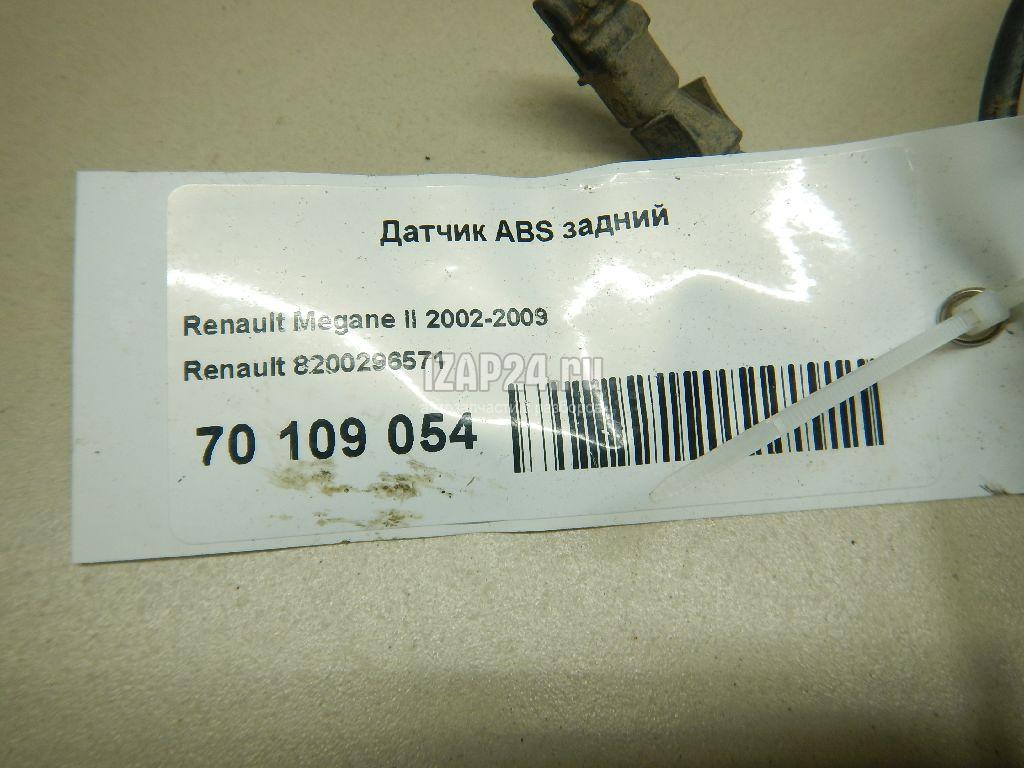 Датчик ABS задний
Renault Megane II 2002-2009
Renault 8200296571
IZAP24.ru
70 109 054